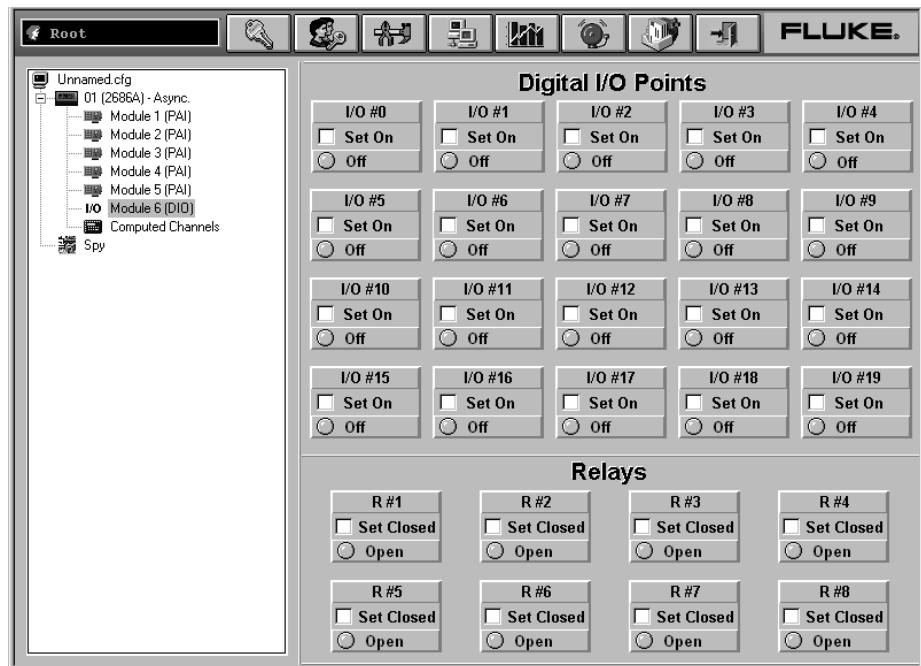 Root
FLUKE®
Unnamed.cfg
01 (2686A) - Async.
Module 1 (PAI)
Module 2 (PAI)
Module 3 (PAI)
Module 4 (PAI)
Module 5 (PAI)
I/O Module 6 (DIO)
Computed Channels
Spy
Digital I/O Points
I/O #0 I/O #1 I/O #2 I/O #3 I/O #4
Set On Set On Set On Set On Set On
Off Off Off Off Off
I/O #5 I/O #6 I/O #7 I/O #8 I/O #9
Set On Set On Set On Set On Set On
Off Off Off Off Off
I/O #10 I/O #11 I/O #12 I/O #13 I/O #14
Set On Set On Set On Set On Set On
Off Off Off Off Off
I/O #15 I/O #16 I/O #17 I/O #18 I/O #19
Set On Set On Set On Set On Set On
Off Off Off Off Off
Relays
R #1 R #2 R #3 R #4
Set Closed Set Closed Set Closed Set Closed
Open Open Open Open
R #5 R #6 R #7 R #8
Set Closed Set Closed Set Closed Set Closed
Open Open Open Open